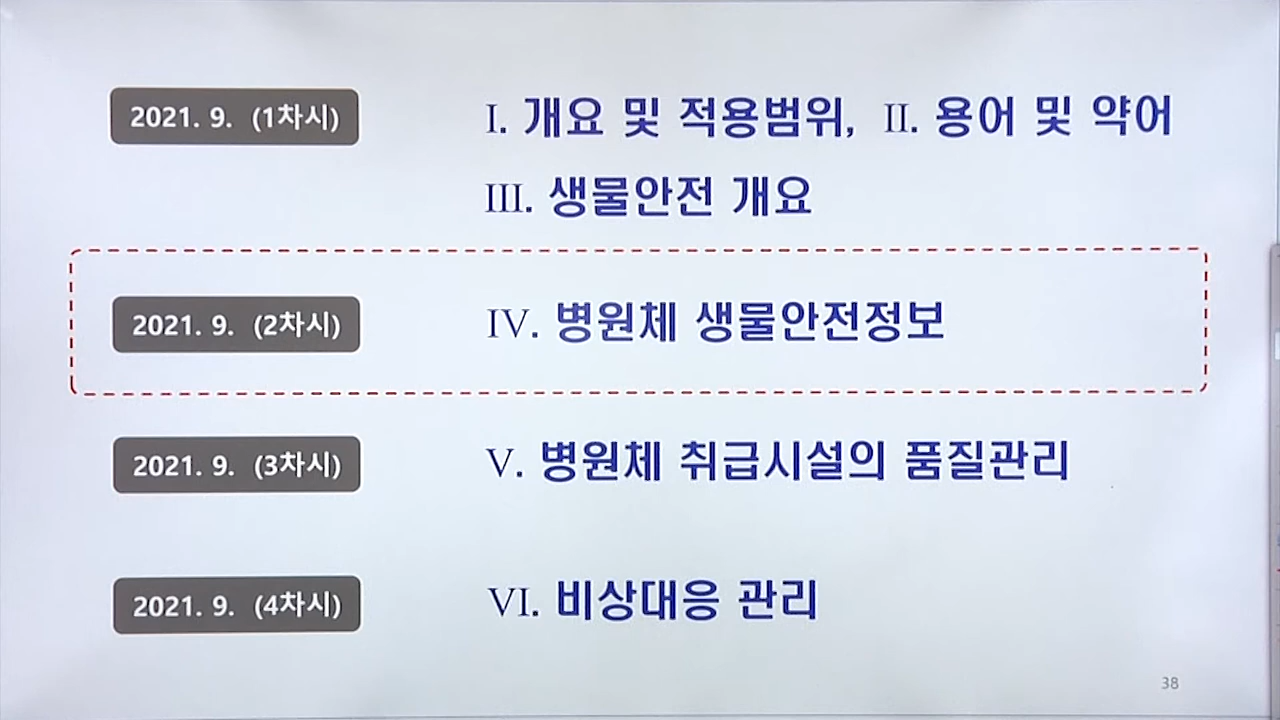 2021. 9. (1차시) I. 개요 및 적용범위, II. 용어 및 약어
III. 생물안전 개요
2021. 9. (2차시) IV. 병원체 생물안전정보
2021. 9. (3차시) V. 병원체 취급시설의 품질관리
2021. 9. (4차시) VI. 비상대응 관리
38